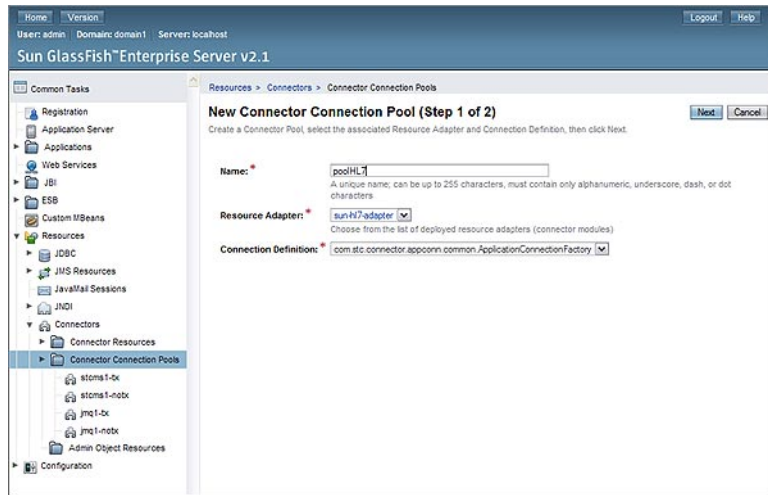 Home Version Logout Help
User: admin Domain: domain1 Server: localhost
Sun GlassFish™ Enterprise Server v2.1
Common Tasks
Registration
Application Server
Applications
Web Services
JBI
ESB
Custom MBeans
Resources
JDBC
JMS Resources
JavaMail Sessions
JNDI
Connectors
Connector Resources
Connector Connection Pools
stcms1-tx
stcms1-notx
jmq1-tx
jmq1-notx
Admin Object Resources
Configuration
Resources > Connectors > Connector Connection Pools
New Connector Connection Pool (Step 1 of 2) Next Cancel
Create a Connector Pool, select the associated Resource Adapter and Connection Definition, then click Next.
Name: * poolHL7
A unique name; can be up to 255 characters, must contain only alphanumeric, underscore, dash, or dot
characters
Resource Adapter: * sun-hl7-adapter
Choose from the list of deployed resource adapters (connector modules)
Connection Definition: * com.stc.connector.appconn.common.ApplicationConnectionFactory